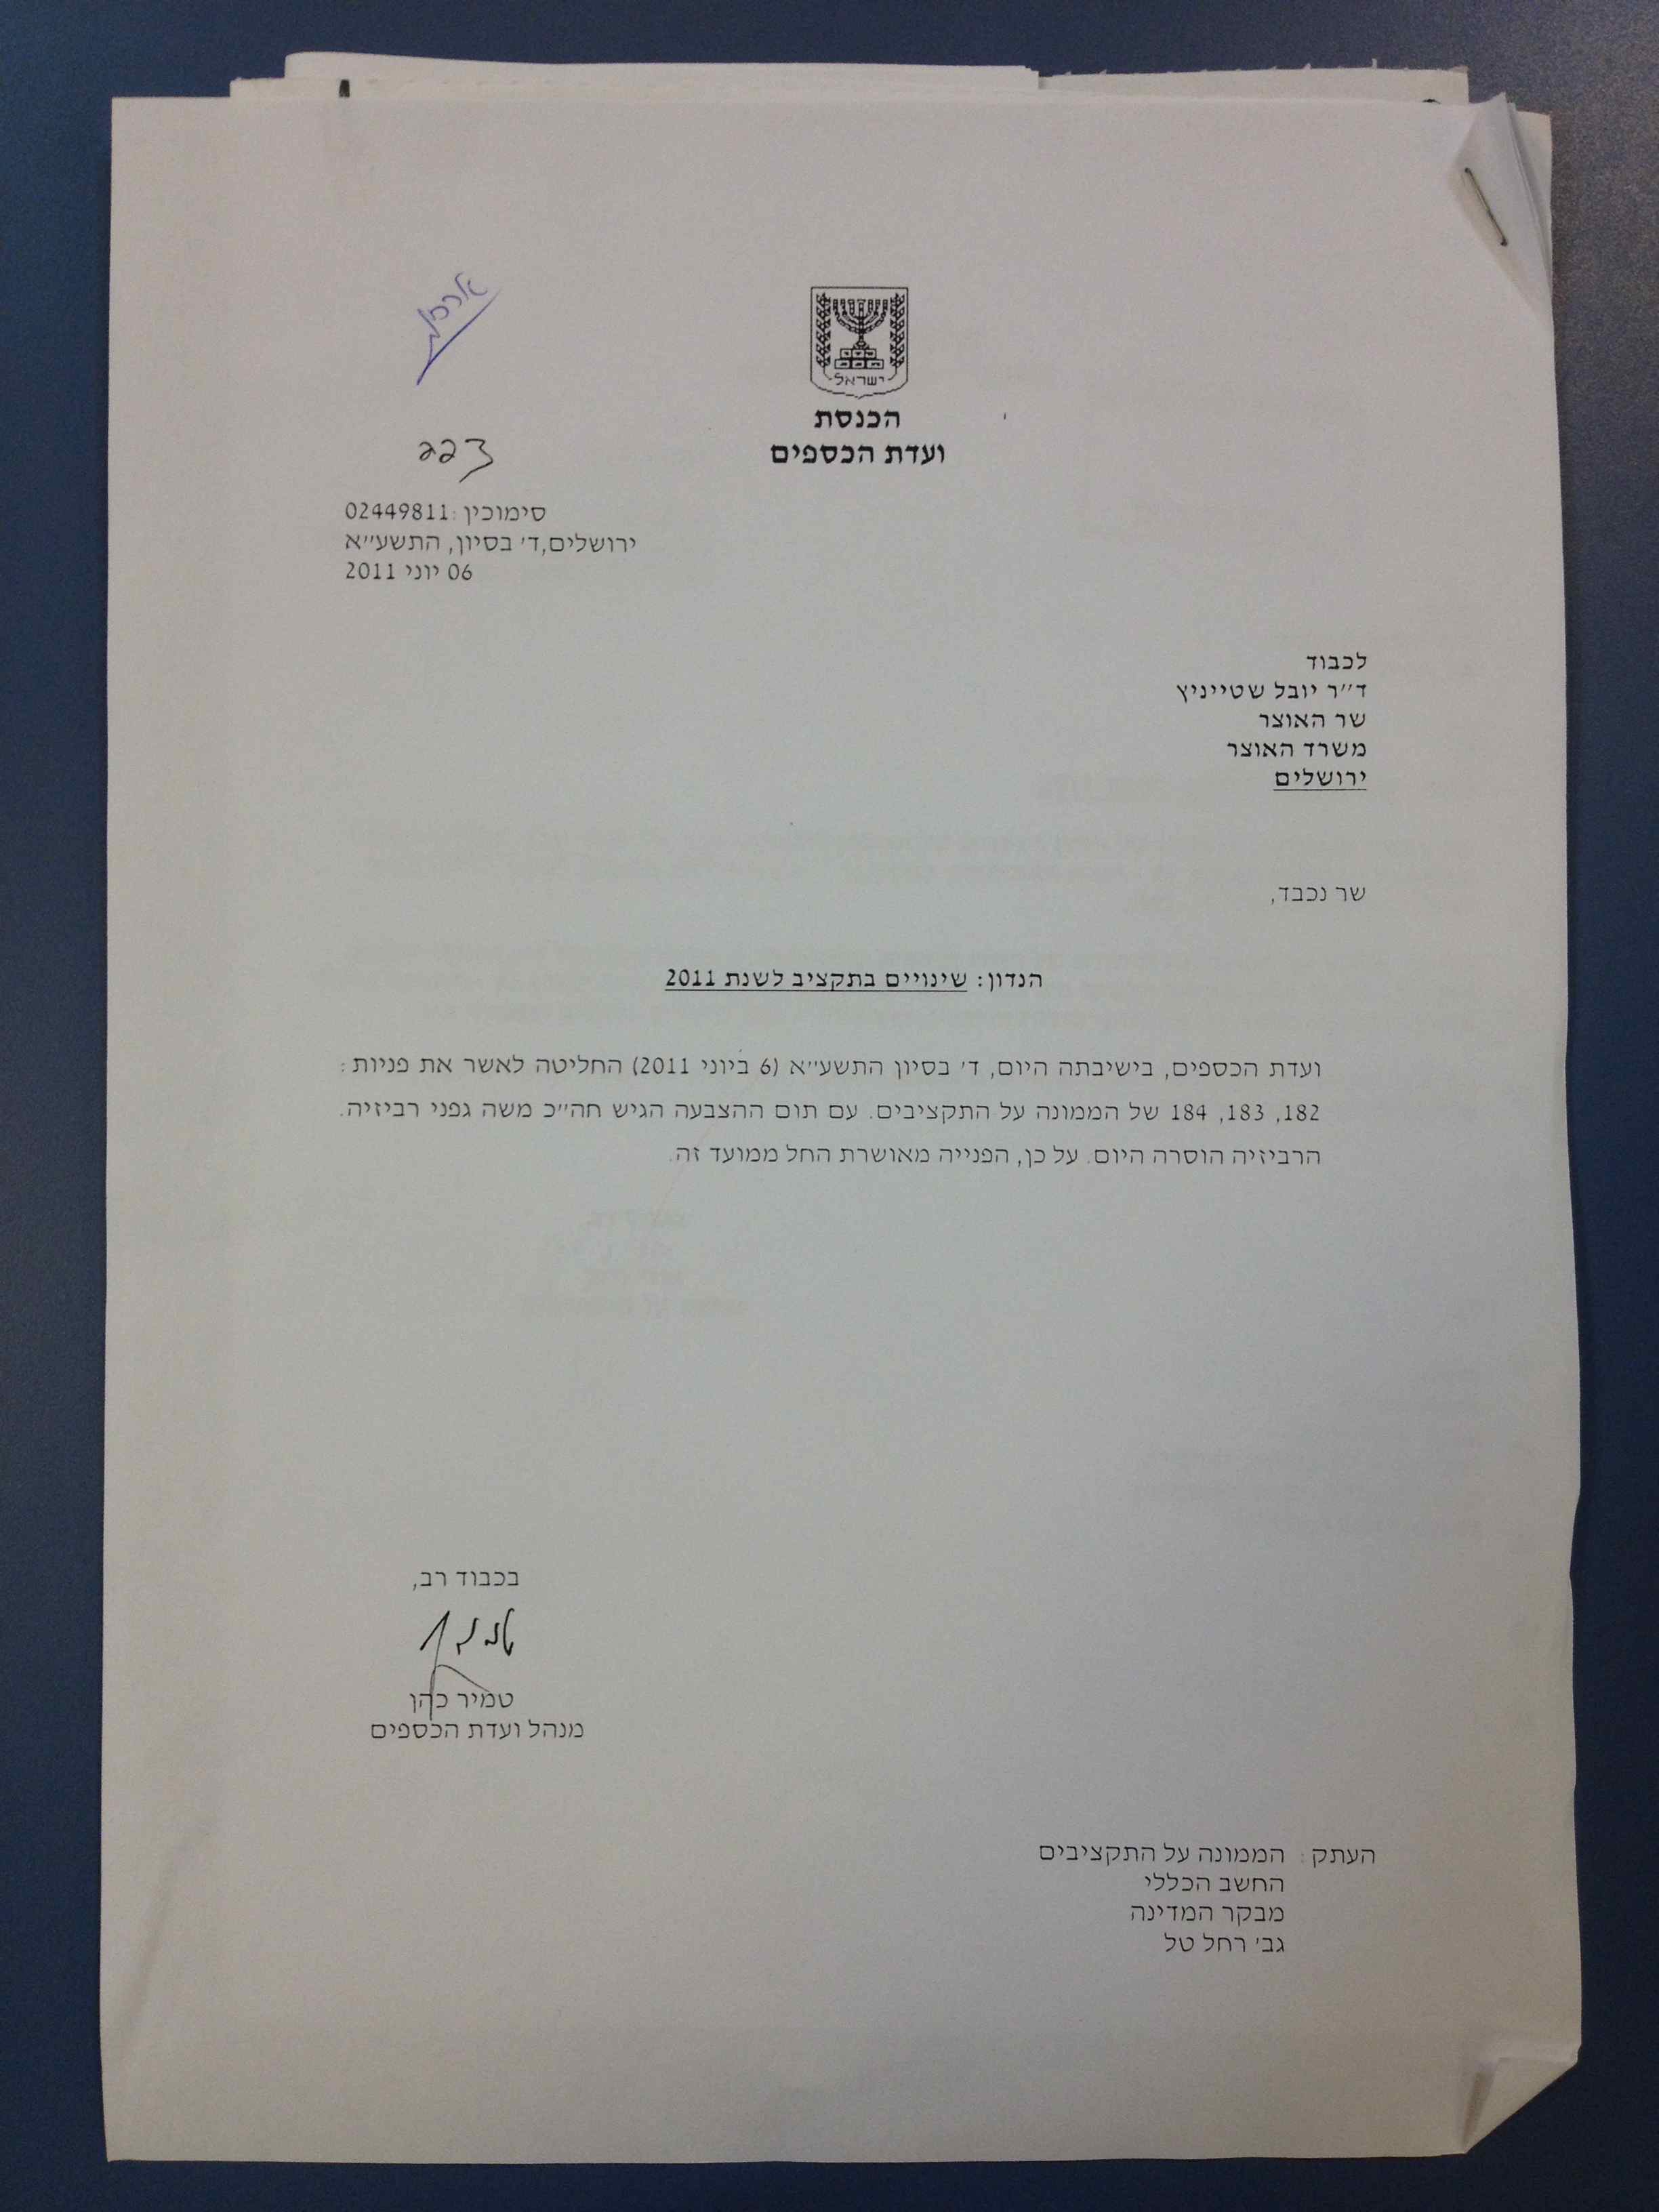 ישראל
הכנסת
ועדת הכספים
סימוכין: 02449811
ירושלים, ד' בסיון, התשע"א
06 יוני 2011
לכבוד
ד"ר יובל שטייניץ
שר האוצר
משרד האוצר
ירושלים
שר נכבד,
הנדון: שינויים בתקציב לשנת 2011
ועדת הכספים, בישיבתה היום, ד' בסיון התשע"א (6 ביוני 2011) החליטה לאשר את פניות:
182, 183, 184 של הממונה על התקציבים. עם תום ההצבעה הגיש חה"כ משה גפני רביזיה.
הרביזיה הוסרה היום. על כן, הפנייה מאושרת החל ממועד זה.
בכבוד רב,
טמיר כהן
מנהל ועדת הכספים
העתק: הממונה על התקציבים
החשב הכללי
מבקר המדינה
גב' רחל טל